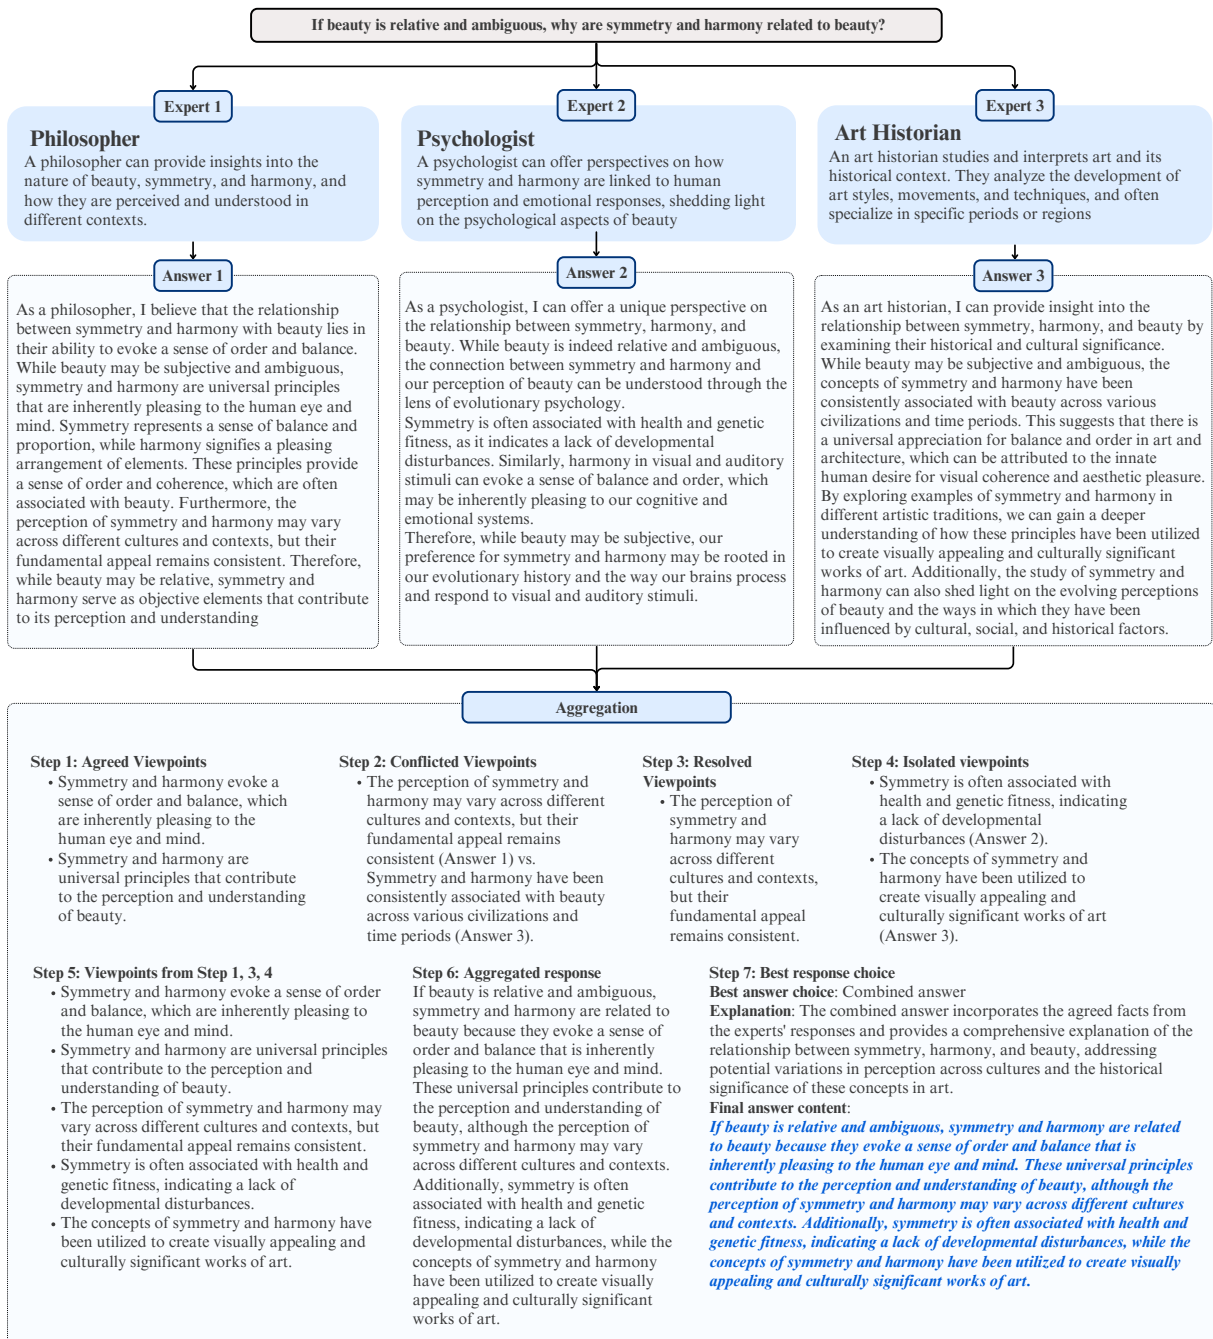 If beauty is relative and ambiguous, why are symmetry and harmony related to beauty?
Expert 1
Philosopher
A philosopher can provide insights into the
nature of beauty, symmetry, and harmony, and
how they are perceived and understood in
different contexts.
Expert 2
Psychologist
A psychologist can offer perspectives on how
symmetry and harmony are linked to human
perception and emotional responses, shedding light
on the psychological aspects of beauty
Expert 3
Art Historian
An art historian studies and interprets art and its
historical context. They analyze the development of
art styles, movements, and techniques, and often
specialize in specific periods or regions
Answer 1
As a philosopher, I believe that the relationship
between symmetry and harmony with beauty lies in
their ability to evoke a sense of order and balance.
While beauty may be subjective and ambiguous,
symmetry and harmony are universal principles
that are inherently pleasing to the human eye and
mind. Symmetry represents a sense of balance and
proportion, while harmony signifies a pleasing
arrangement of elements. These principles provide
a sense of order and coherence, which are often
associated with beauty. Furthermore, the
perception of symmetry and harmony may vary
across different cultures and contexts, but their
fundamental appeal remains consistent. Therefore,
while beauty may be relative, symmetry and
harmony serve as objective elements that contribute
to its perception and understanding
Answer 2
As a psychologist, I can offer a unique perspective on
the relationship between symmetry, harmony, and
beauty. While beauty is indeed relative and ambiguous,
the connection between symmetry and harmony and
our perception of beauty can be understood through the
lens of evolutionary psychology.
Symmetry is often associated with health and genetic
fitness, as it indicates a lack of developmental
disturbances. Similarly, harmony in visual and auditory
stimuli can evoke a sense of balance and order, which
may be inherently pleasing to our cognitive and
emotional systems.
Therefore, while beauty may be subjective, our
preference for symmetry and harmony may be rooted in
our evolutionary history and the way our brains process
and respond to visual and auditory stimuli.
Answer 3
As an art historian, I can provide insight into the
relationship between symmetry, harmony, and beauty by
examining their historical and cultural significance.
While beauty may be subjective and ambiguous, the
concepts of symmetry and harmony have been
consistently associated with beauty across various
civilizations and time periods. This suggests that there is
a universal appreciation for balance and order in art and
architecture, which can be attributed to the innate
human desire for visual coherence and aesthetic pleasure.
By exploring examples of symmetry and harmony in
different artistic traditions, we can gain a deeper
understanding of how these principles have been utilized
to create visually appealing and culturally significant
works of art. Additionally, the study of symmetry and
harmony can also shed light on the evolving perceptions
of beauty and the ways in which they have been
influenced by cultural, social, and historical factors.
Aggregation
Step 1: Agreed Viewpoints
• Symmetry and harmony evoke a
sense of order and balance, which
are inherently pleasing to the
human eye and mind.
• Symmetry and harmony are
universal principles that contribute
to the perception and understanding
of beauty.
Step 2: Conflicted Viewpoints
• The perception of symmetry and
harmony may vary across different
cultures and contexts, but their
fundamental appeal remains
consistent (Answer 1) vs.
Symmetry and harmony have been
consistently associated with beauty
across various civilizations and
time periods (Answer 3).
Step 3: Resolved
Viewpoints
• The perception of
symmetry and
harmony may vary
across different
cultures and contexts,
but their
fundamental appeal
remains consistent.
Step 4: Isolated viewpoints
• Symmetry is often associated with
health and genetic fitness, indicating
a lack of developmental
disturbances (Answer 2).
• The concepts of symmetry and
harmony have been utilized to
create visually appealing and
culturally significant works of art
(Answer 3).
Step 5: Viewpoints from Step 1, 3, 4
• Symmetry and harmony evoke a sense of order
and balance, which are inherently pleasing to
the human eye and mind.
• Symmetry and harmony are universal principles
that contribute to the perception and
understanding of beauty.
• The perception of symmetry and harmony may
vary across different cultures and contexts, but
their fundamental appeal remains consistent.
• Symmetry is often associated with health and
genetic fitness, indicating a lack of
developmental disturbances.
• The concepts of symmetry and harmony have
been utilized to create visually appealing and
culturally significant works of art.
Step 6: Aggregated response
If beauty is relative and ambiguous,
symmetry and harmony are related to
beauty because they evoke a sense of
order and balance that is inherently
pleasing to the human eye and mind.
These universal principles contribute to
the perception and understanding of
beauty, although the perception of
symmetry and harmony may vary
across different cultures and contexts.
Additionally, symmetry is often
associated with health and genetic
fitness, indicating a lack of
developmental disturbances, while the
concepts of symmetry and harmony
have been utilized to create visually
appealing and culturally significant
works of art.
Step 7: Best response choice
Best answer choice: Combined answer
Explanation: The combined answer incorporates the agreed facts from
the experts' responses and provides a comprehensive explanation of the
relationship between symmetry, harmony, and beauty, addressing
potential variations in perception across cultures and the historical
significance of these concepts in art.
Final answer content:
If beauty is relative and ambiguous, symmetry and harmony are related
to beauty because they evoke a sense of order and balance that is
inherently pleasing to the human eye and mind. These universal principles
contribute to the perception and understanding of beauty, although the
perception of symmetry and harmony may vary across different cultures
and contexts. Additionally, symmetry is often associated with health and
genetic fitness, indicating a lack of developmental disturbances, while the
concepts of symmetry and harmony have been utilized to create visually
appealing and culturally significant works of art.